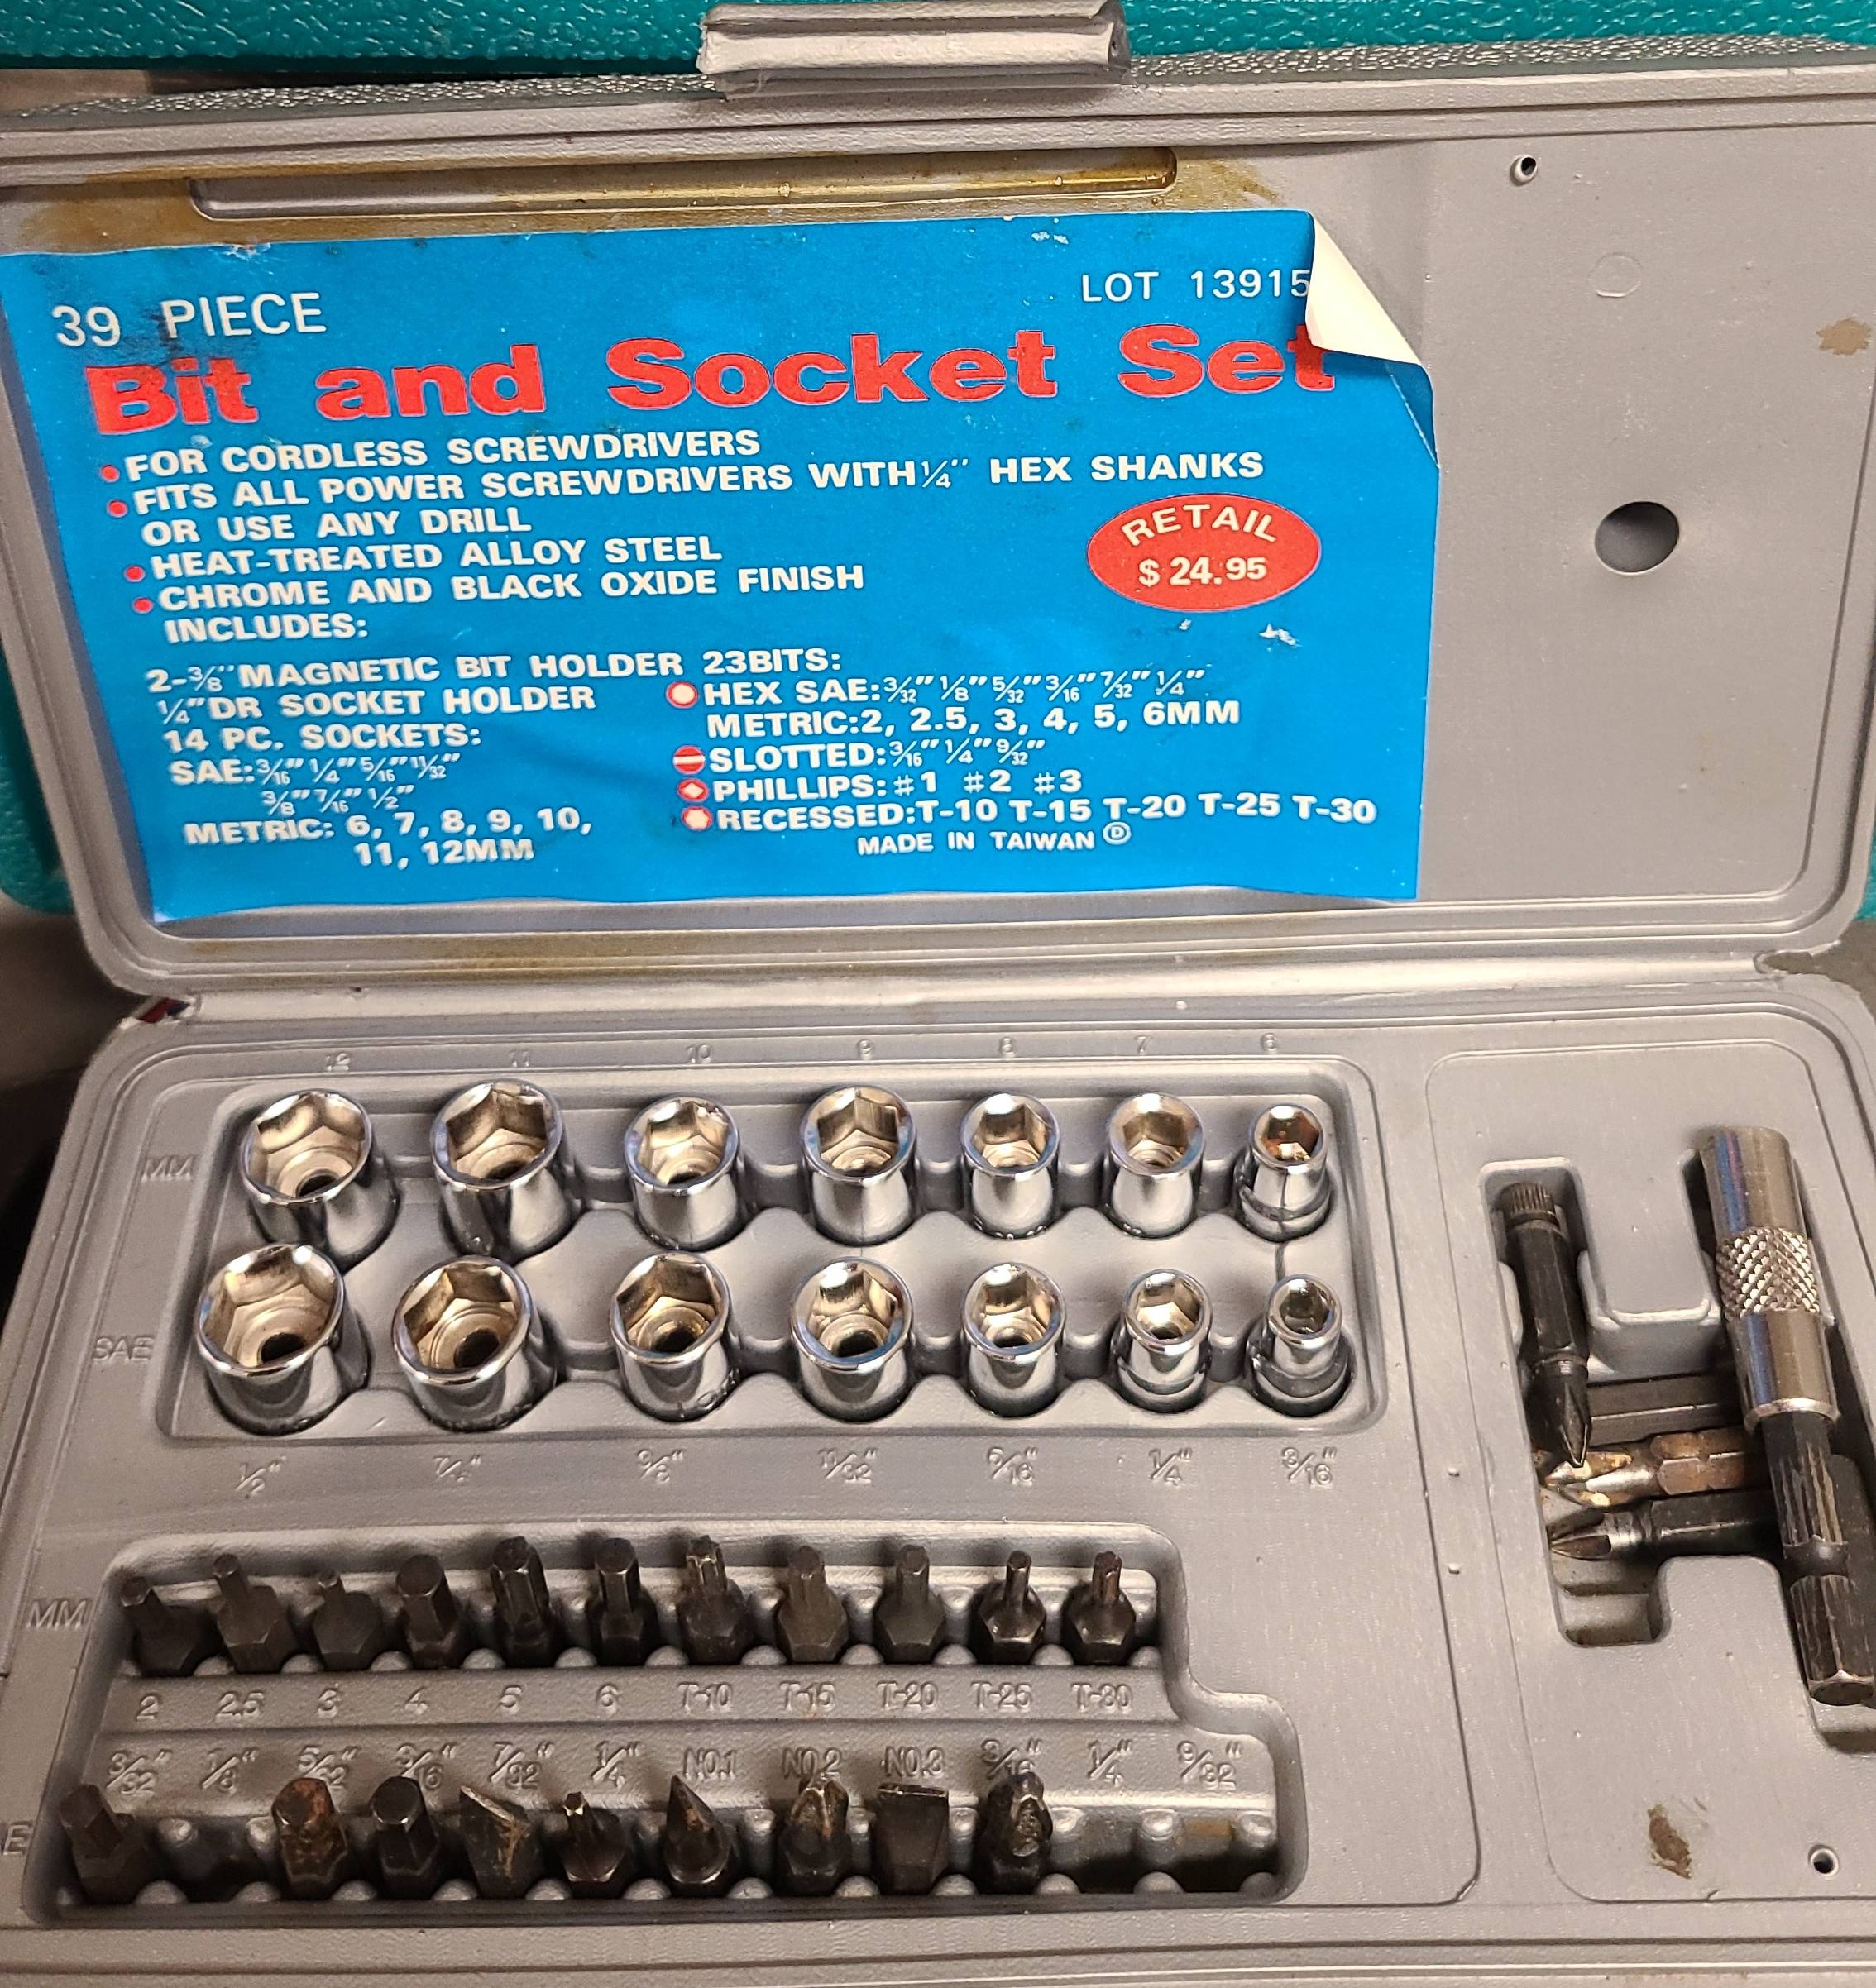 39 PIECE
LOT 13915
Bit and Socket Set
• FOR CORDLESS SCREWDRIVERS
• FITS ALL POWER SCREWDRIVERS WITH 1/4" HEX SHANKS
OR USE ANY DRILL
• HEAT-TREATED ALLOY STEEL
• CHROME AND BLACK OXIDE FINISH
INCLUDES:
RETAIL
$24.95
2-3/8" MAGNETIC BIT HOLDER
1/4" DR SOCKET HOLDER
14 PC. SOCKETS:
SAE: 3/16" 1/4" 5/16" 11/32"
3/8" 7/16" 1/2"
METRIC: 6, 7, 8, 9, 10,
11, 12MM
23BITS:
HEX SAE: 3/32" 1/8" 5/32" 3/16" 7/32" 1/4"
METRIC: 2, 2.5, 3, 4, 5, 6MM
SLOTTED: 3/16" 1/4" 9/32"
PHILLIPS: #1 #2 #3
RECESSED: T-10 T-15 T-20 T-25 T-30
MADE IN TAIWAN Ⓓ
12 11 10 9 8 7 6
MM
SAE
1/2" 3/8" 11/32" 5/16" 1/4" 3/16"
MM
2 2.5 3 4 5 6 T-10 T-15 T-20 T-25 T-30
3/32" 1/8" 5/32" 3/16" 7/32" 1/4" NO.1 NO.2 NO.3 3/16" 1/4" 9/32"
E